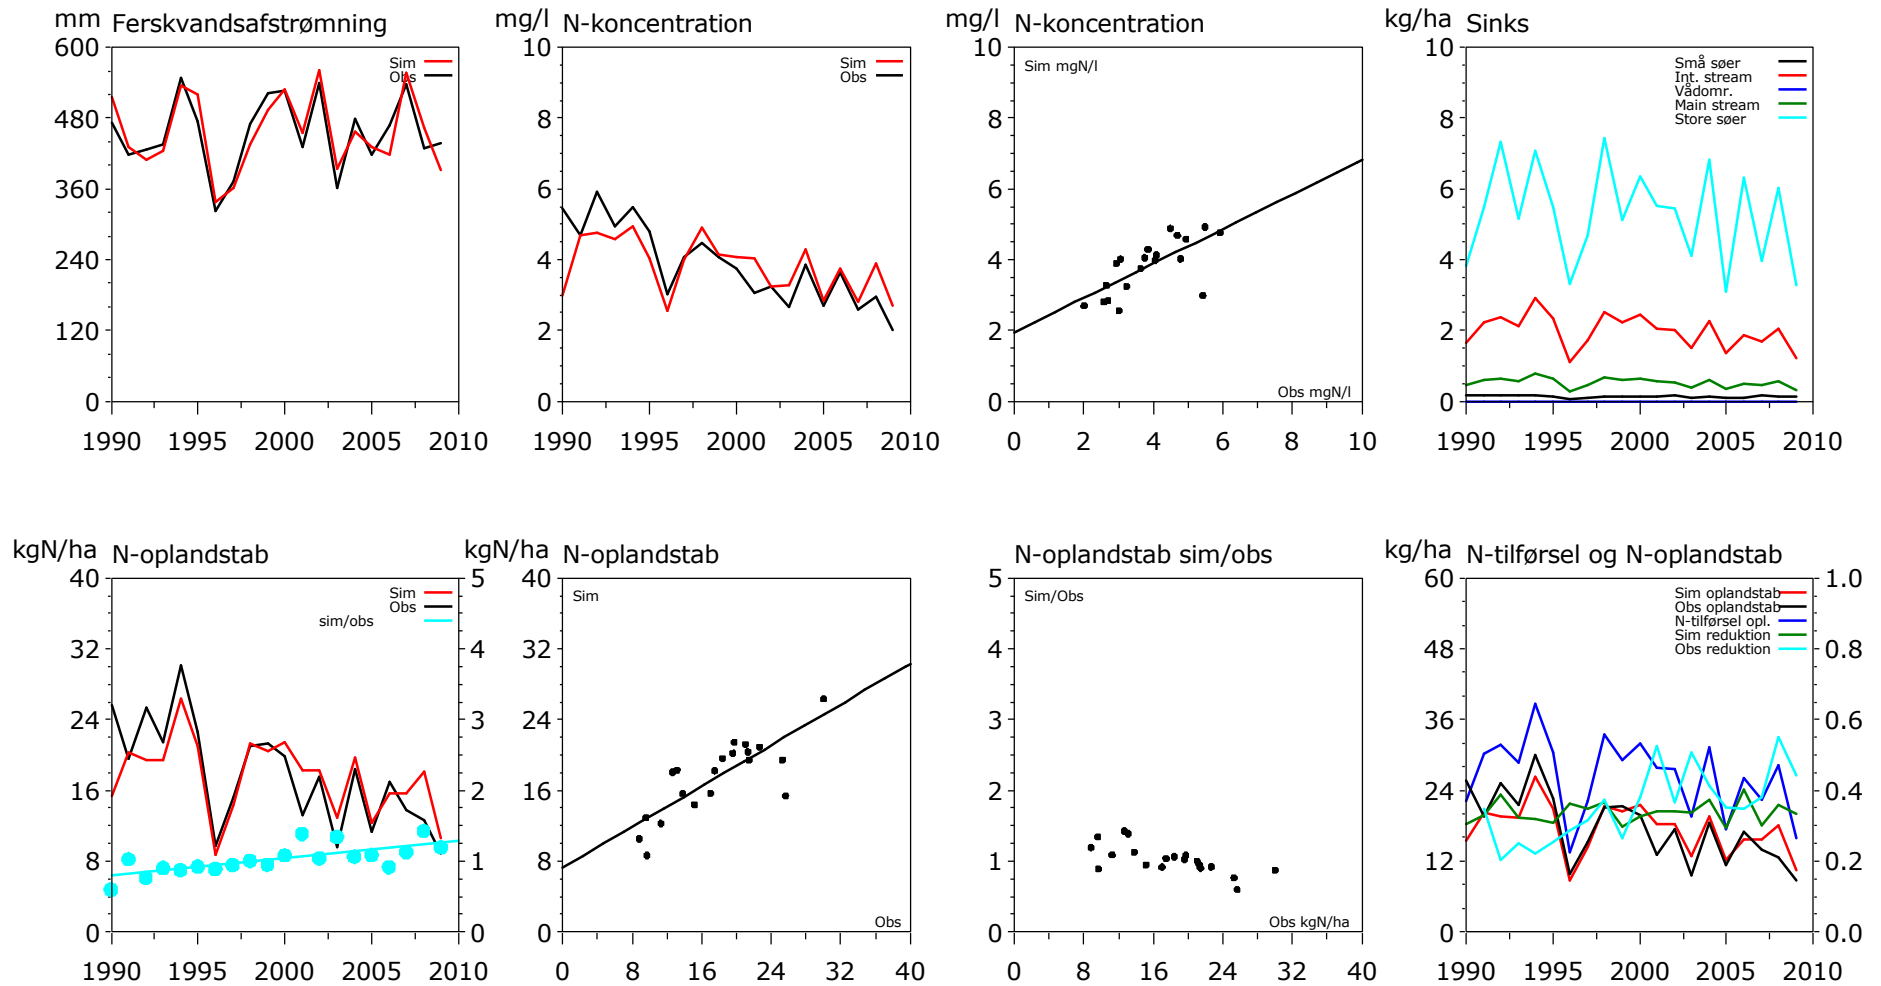 mm Ferskvandsafstrømning
600
480
360
240
120
0
Sim
Obs
1990 1995 2000 2005 2010
mg/l N-koncentration
10
8
6
4
2
0
Sim
Obs
1990 1995 2000 2005 2010
mg/l N-koncentration
10
8
6
4
2
0
Sim mgN/l
Obs mgN/l
0 2 4 6 8 10
kg/ha Sinks
10
8
6
4
2
0
Små søer
Int. stream
Vådomr.
Main stream
Store søer
1990 1995 2000 2005 2010
kgN/ha N-oplandstab
40
32
24
16
8
0
Sim
Obs
sim/obs
5
4
3
2
1
0
1990 1995 2000 2005 2010
kgN/ha N-oplandstab
40
32
24
16
8
0
Sim
Obs
0 8 16 24 32 40
N-oplandstab sim/obs
5
4
3
2
1
0
Sim/Obs
Obs kgN/ha
0 8 16 24 32 40
kg/ha N-tilførsel og N-oplandstab
60
48
36
24
12
0
Sim oplandstab
Obs oplandstab
N-tilførsel opl.
Sim reduktion
Obs reduktion
1.0
0.8
0.6
0.4
0.2
0.0
1990 1995 2000 2005 2010